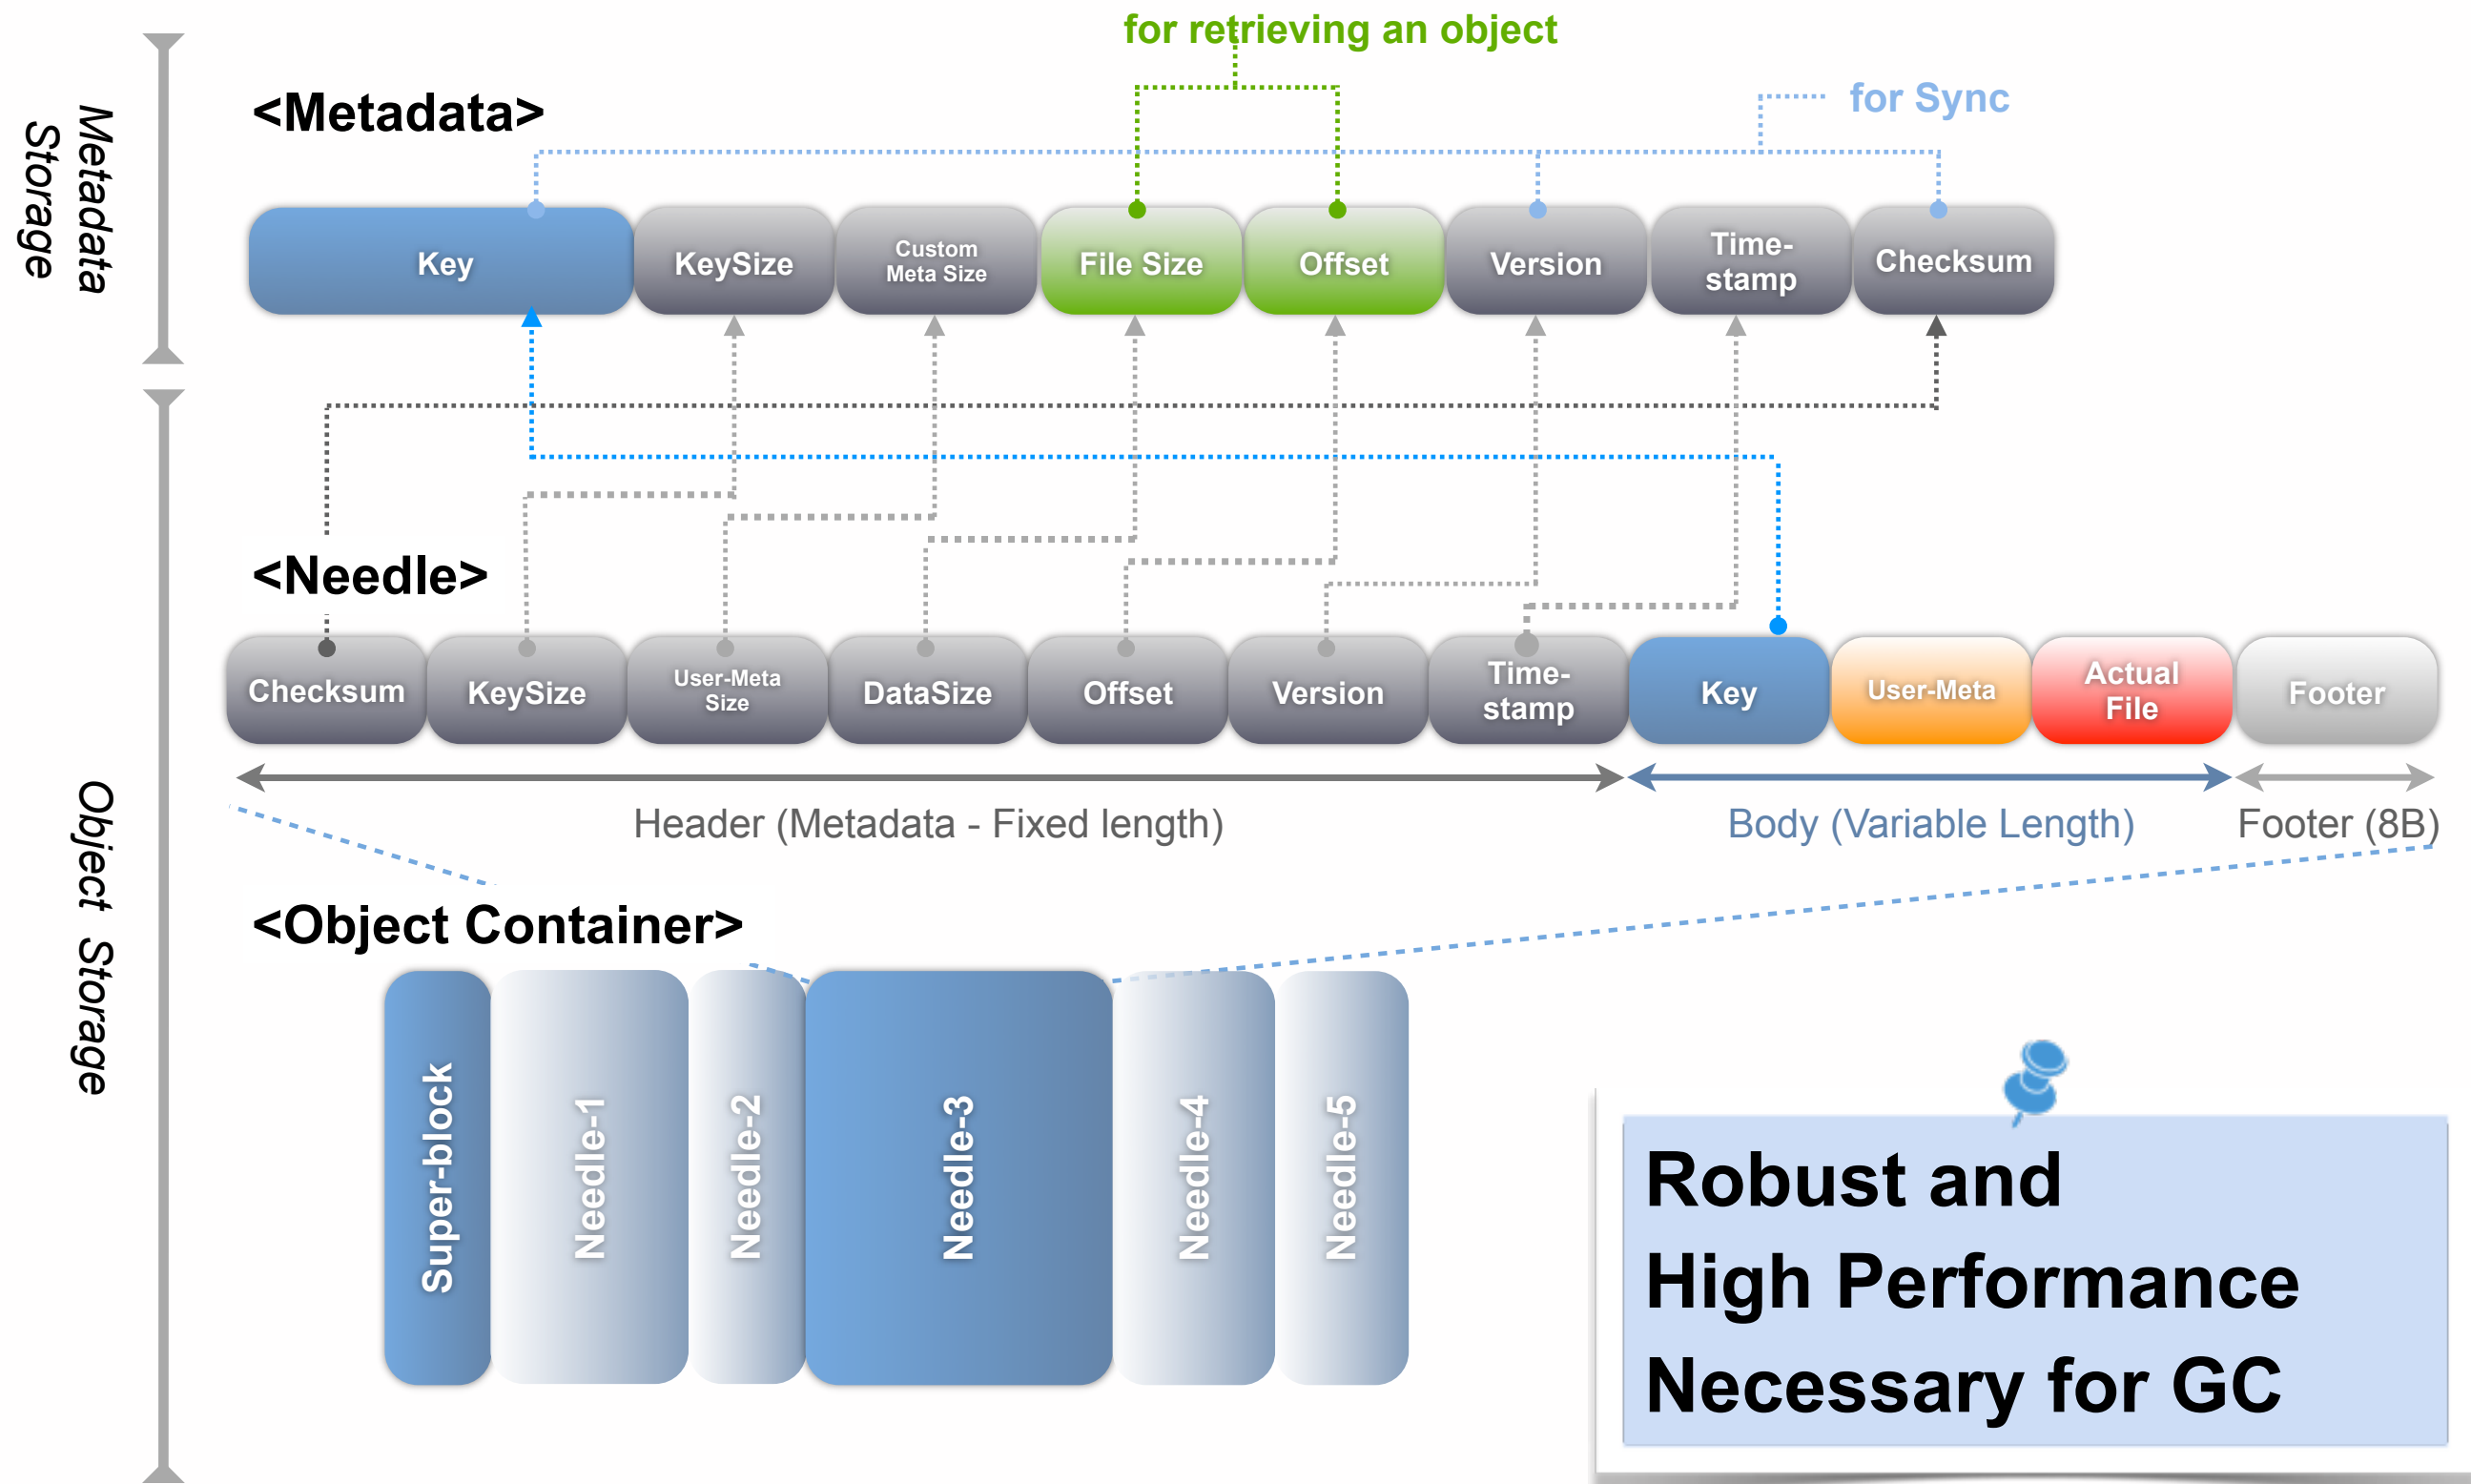 for retrieving an object
for Sync
<Metadata>
Metadata
Storage
Key
KeySize
Custom
Meta Size
File Size
Offset
Version
Time-
stamp
Checksum
<Needle>
Checksum
KeySize
User-Meta
Size
DataSize
Offset
Version
Time-
stamp
Key
User-Meta
Actual
File
Footer
Header (Metadata - Fixed length)
Body (Variable Length)
Footer (8B)
Object Storage
<Object Container>
Super-block
Needle-1
Needle-2
Needle-3
Needle-4
Needle-5
Robust and
High Performance
Necessary for GC